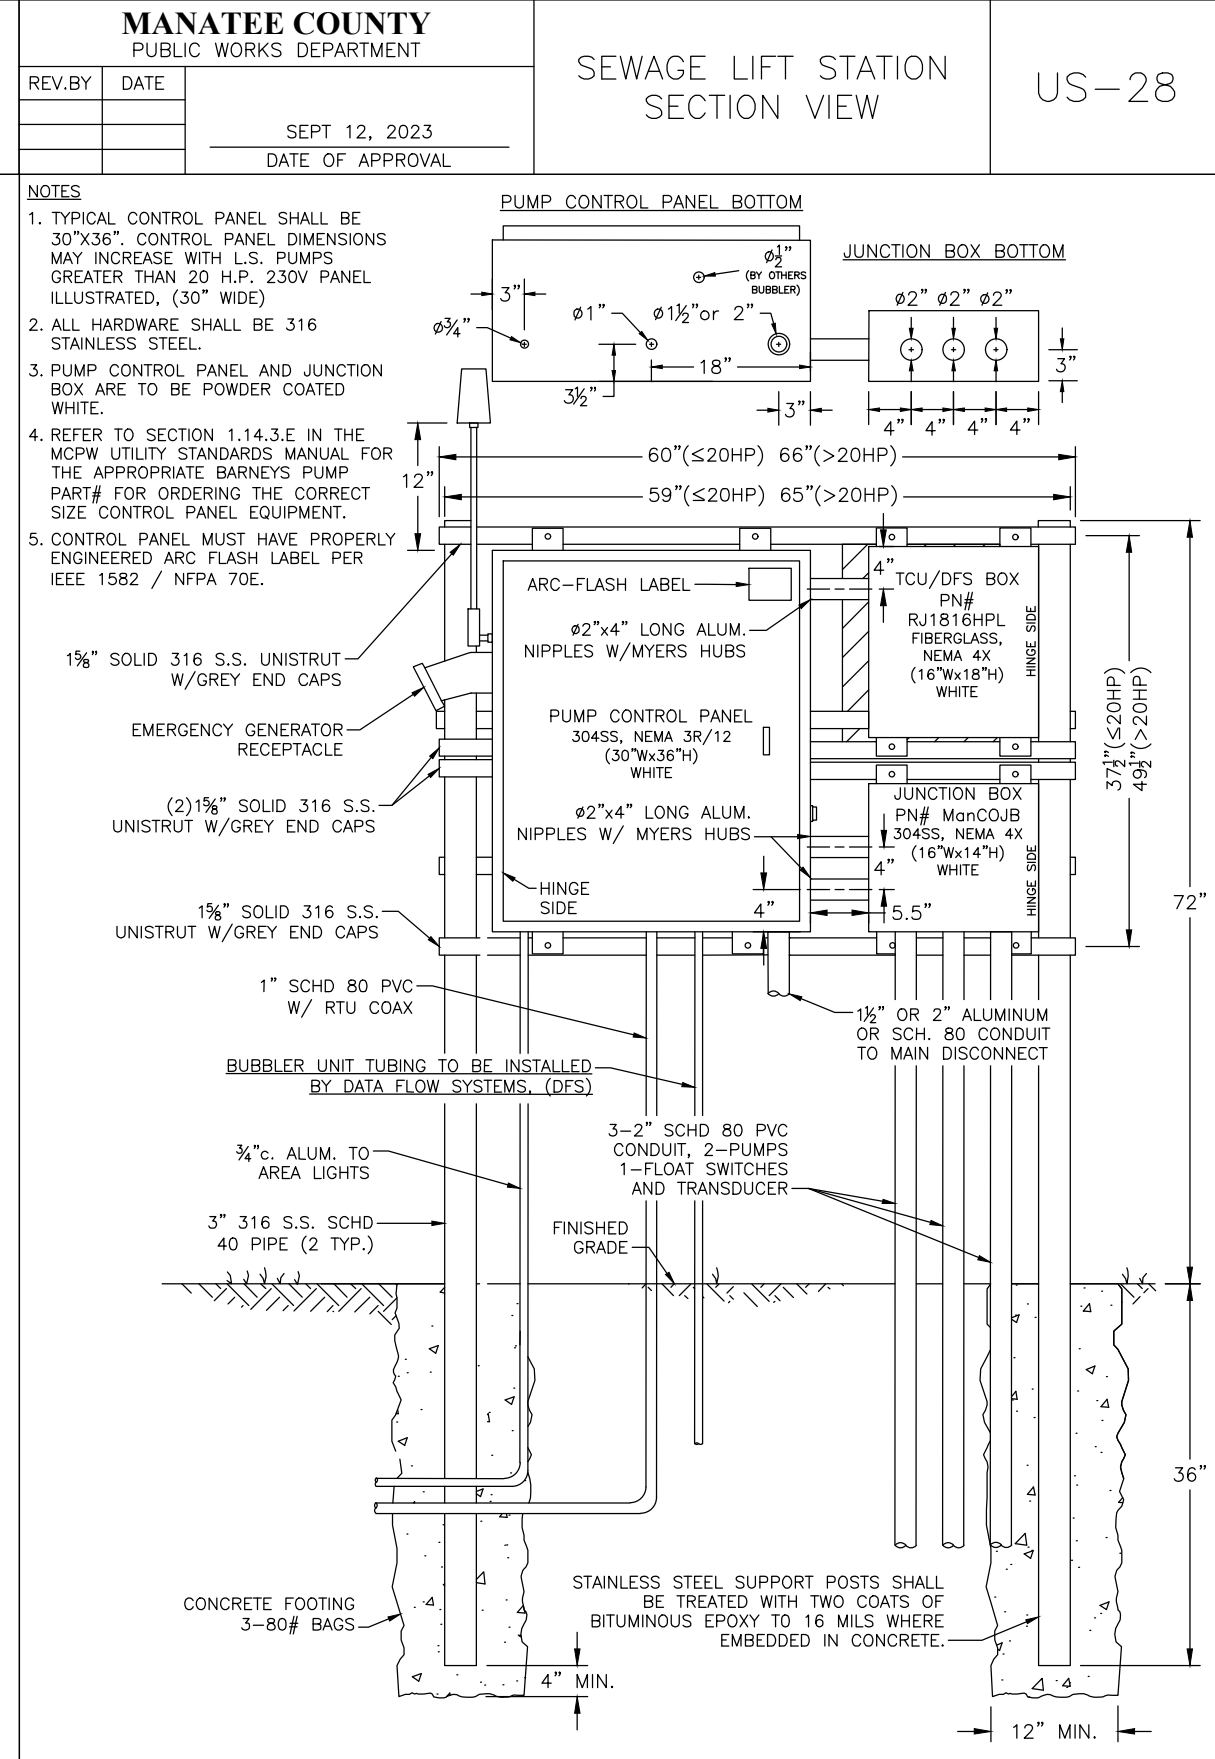 MANATEE COUNTY
PUBLIC WORKS DEPARTMENT
REV.BY DATE
SEPT 12, 2023
DATE OF APPROVAL
SEWAGE LIFT STATION
SECTION VIEW
US-28
NOTES
1. TYPICAL CONTROL PANEL SHALL BE
30"X36". CONTROL PANEL DIMENSIONS
MAY INCREASE WITH L.S. PUMPS
GREATER THAN 20 H.P. 230V PANEL
ILLUSTRATED, (30" WIDE)
2. ALL HARDWARE SHALL BE 316
STAINLESS STEEL.
3. PUMP CONTROL PANEL AND JUNCTION
BOX ARE TO BE POWDER COATED
WHITE.
4. REFER TO SECTION 1.14.3.E IN THE
MCPW UTILITY STANDARDS MANUAL FOR
THE APPROPRIATE BARNEYS PUMP
PART# FOR ORDERING THE CORRECT
SIZE CONTROL PANEL EQUIPMENT.
5. CONTROL PANEL MUST HAVE PROPERLY
ENGINEERED ARC FLASH LABEL PER
IEEE 1582 / NFPA 70E.
PUMP CONTROL PANEL BOTTOM
ø½"
(BY OTHERS
BUBBLER)
3"
ø¾"
ø1"
ø1½"or 2"
18"
3½"
3"
JUNCTION BOX BOTTOM
ø2" ø2" ø2"
3"
4" 4" 4" 4"
12"
60"(≤20HP) 66"(>20HP)
59"(≤20HP) 65"(>20HP)
ARC-FLASH LABEL
ø2"x4" LONG ALUM.
NIPPLES W/MYERS HUBS
4"
TCU/DFS BOX
PN#
RJ1816HPL
FIBERGLASS,
NEMA 4X
(16"Wx18"H)
WHITE
HINGE SIDE
1⅝" SOLID 316 S.S. UNISTRUT
W/GREY END CAPS
EMERGENCY GENERATOR
RECEPTACLE
PUMP CONTROL PANEL
304SS, NEMA 3R/12
(30"Wx36"H)
WHITE
37½"(≤20HP)
49½"(>20HP)
(2)1⅝" SOLID 316 S.S.
UNISTRUT W/GREY END CAPS
ø2"x4" LONG ALUM.
NIPPLES W/ MYERS HUBS
JUNCTION BOX
PN# ManCOJB
304SS, NEMA 4X
(16"Wx14"H)
WHITE
HINGE SIDE
4"
HINGE
SIDE
4"
5.5"
72"
1⅝" SOLID 316 S.S.
UNISTRUT W/GREY END CAPS
1" SCHD 80 PVC
W/ RTU COAX
1½" OR 2" ALUMINUM
OR SCH. 80 CONDUIT
TO MAIN DISCONNECT
BUBBLER UNIT TUBING TO BE INSTALLED
BY DATA FLOW SYSTEMS, (DFS)
3-2" SCHD 80 PVC
CONDUIT, 2-PUMPS
1-FLOAT SWITCHES
AND TRANSDUCER
¾"c. ALUM. TO
AREA LIGHTS
3" 316 S.S. SCHD
40 PIPE (2 TYP.)
FINISHED
GRADE
36"
CONCRETE FOOTING
3-80# BAGS
STAINLESS STEEL SUPPORT POSTS SHALL
BE TREATED WITH TWO COATS OF
BITUMINOUS EPOXY TO 16 MILS WHERE
EMBEDDED IN CONCRETE.
4" MIN.
12" MIN.